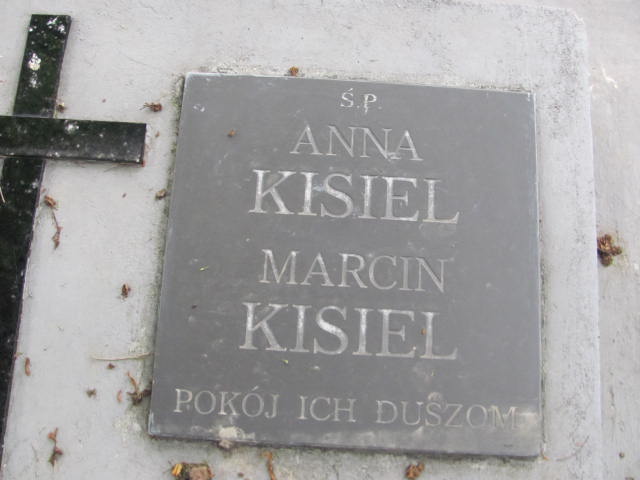 Ś.P.
ANNA
KISIEL
MARCIN
KISIEL
POKÓJ ICH DUSZOM